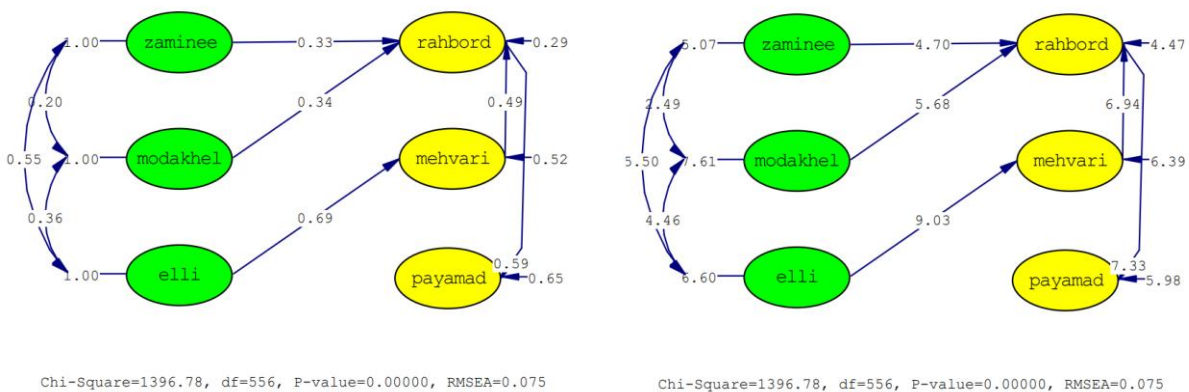 1.00 zaminee 0.33 rahbord 0.29
0.20 0.34 0.49
0.55 1.00 modakhel mehvari 0.52
0.36 0.69
1.00 elli payamad 0.59 0.65
Chi-Square=1396.78, df=556, P-value=0.00000, RMSEA=0.075
5.07 zaminee 4.70 rahbord 4.47
2.49 5.68 6.94
5.50 7.61 modakhel mehvari 6.39
4.46 9.03
6.60 elli payamad 7.33 5.98
Chi-Square=1396.78, df=556, P-value=0.00000, RMSEA=0.075